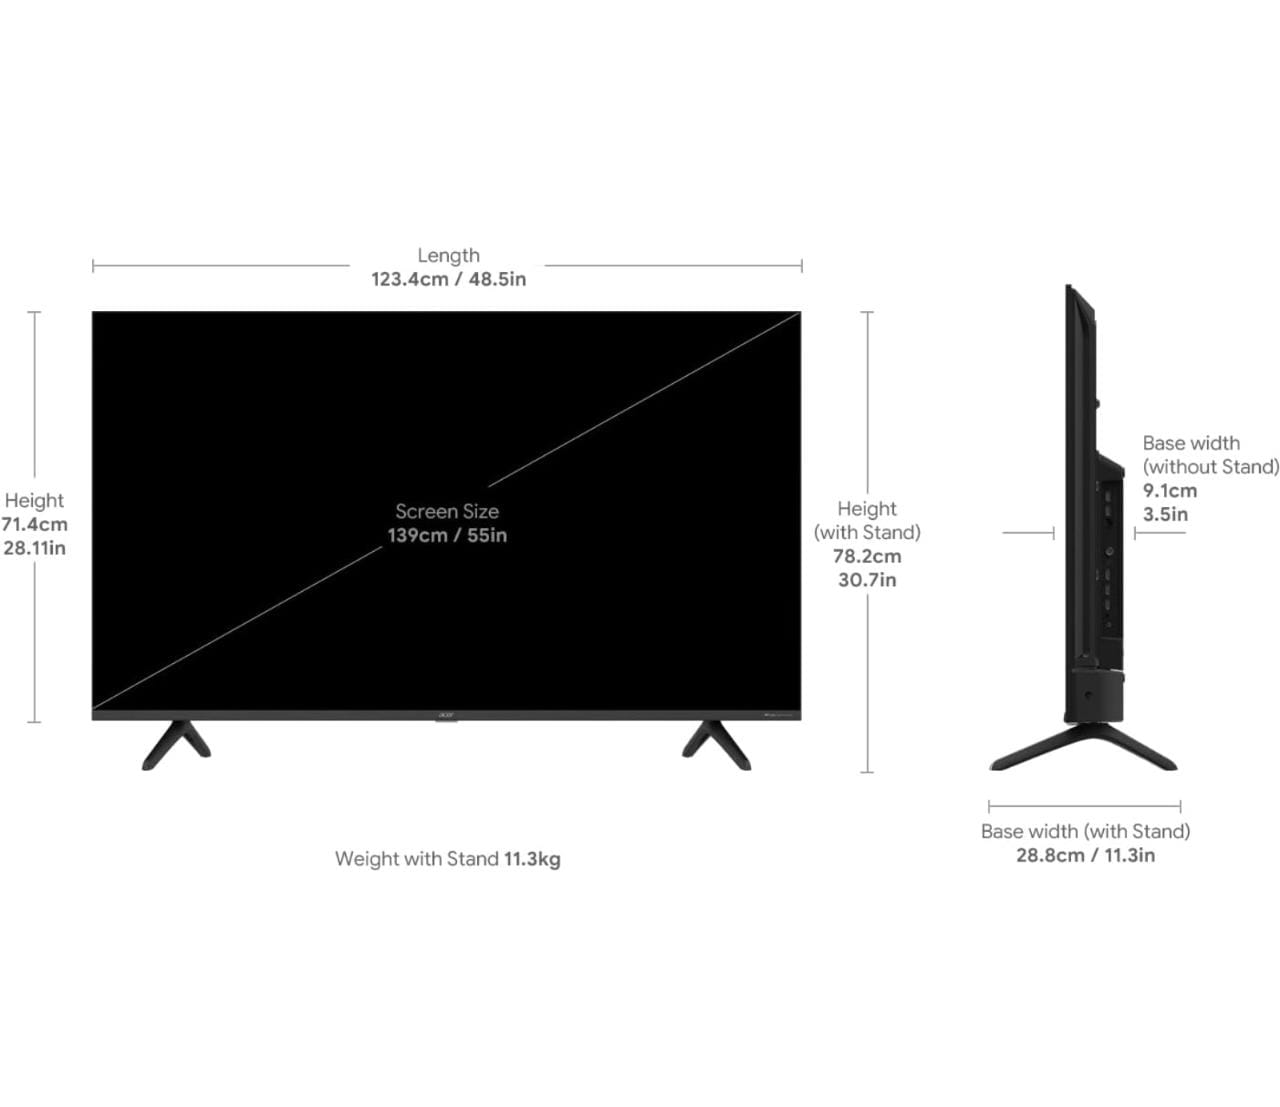 Length
123.4cm / 48.5in
Height
71.4cm
28.11in
Screen Size
139cm / 55in
Height
(with Stand)
78.2cm
30.7in
Base width
(without Stand)
9.1cm
3.5in
acer
Base width (with Stand)
28.8cm / 11.3in
Weight with Stand 11.3kg